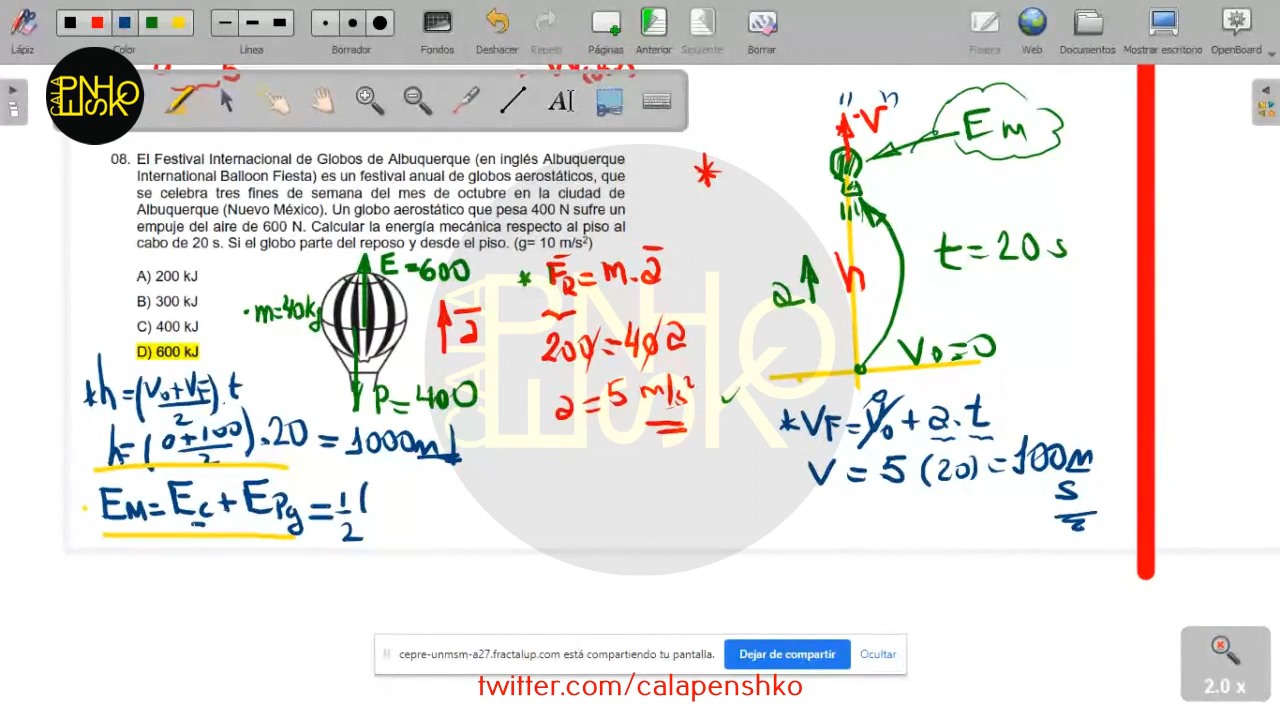 Lápiz
Color
Línea
Borrador
Fondos
Deshacer
Repetir
Páginas
Anterior
Siguiente
Borrar
Pizarra
Web
Documentos
Mostrar escritorio
OpenBoard
CALA
PENSHKO
08. El Festival Internacional de Globos de Albuquerque (en inglés Albuquerque
International Balloon Fiesta) es un festival anual de globos aerostáticos, que
se celebra tres fines de semana del mes de octubre en la ciudad de
Albuquerque (Nuevo México). Un globo aerostático que pesa 400 N sufre un
empuje del aire de 600 N. Calcular la energía mecánica respecto al piso al
cabo de 20 s. Si el globo parte del reposo y desde el piso. (g= 10 m/s²)
A) 200 kJ
B) 300 kJ
C) 400 kJ
D) 600 kJ
E = 600
m=40kg
a
P = 400
* FR = m.a
200 = 40 a
a = 5 m/s²
*
V
Em
t = 20 s
a
h
V0 = 0
*h = (V0 + VF / 2) . t
h = (0 + 100 / 2) . 20 = 1000m
EM = EC + EPg = 1/2 (
*VF = V0 + a . t
0
V = 5 (20) = 100 m/s
cepre-unmsm-a27.fractalup.com está compartiendo tu pantalla.
Dejar de compartir
Ocultar
twitter.com/calapenshko
2.0 x